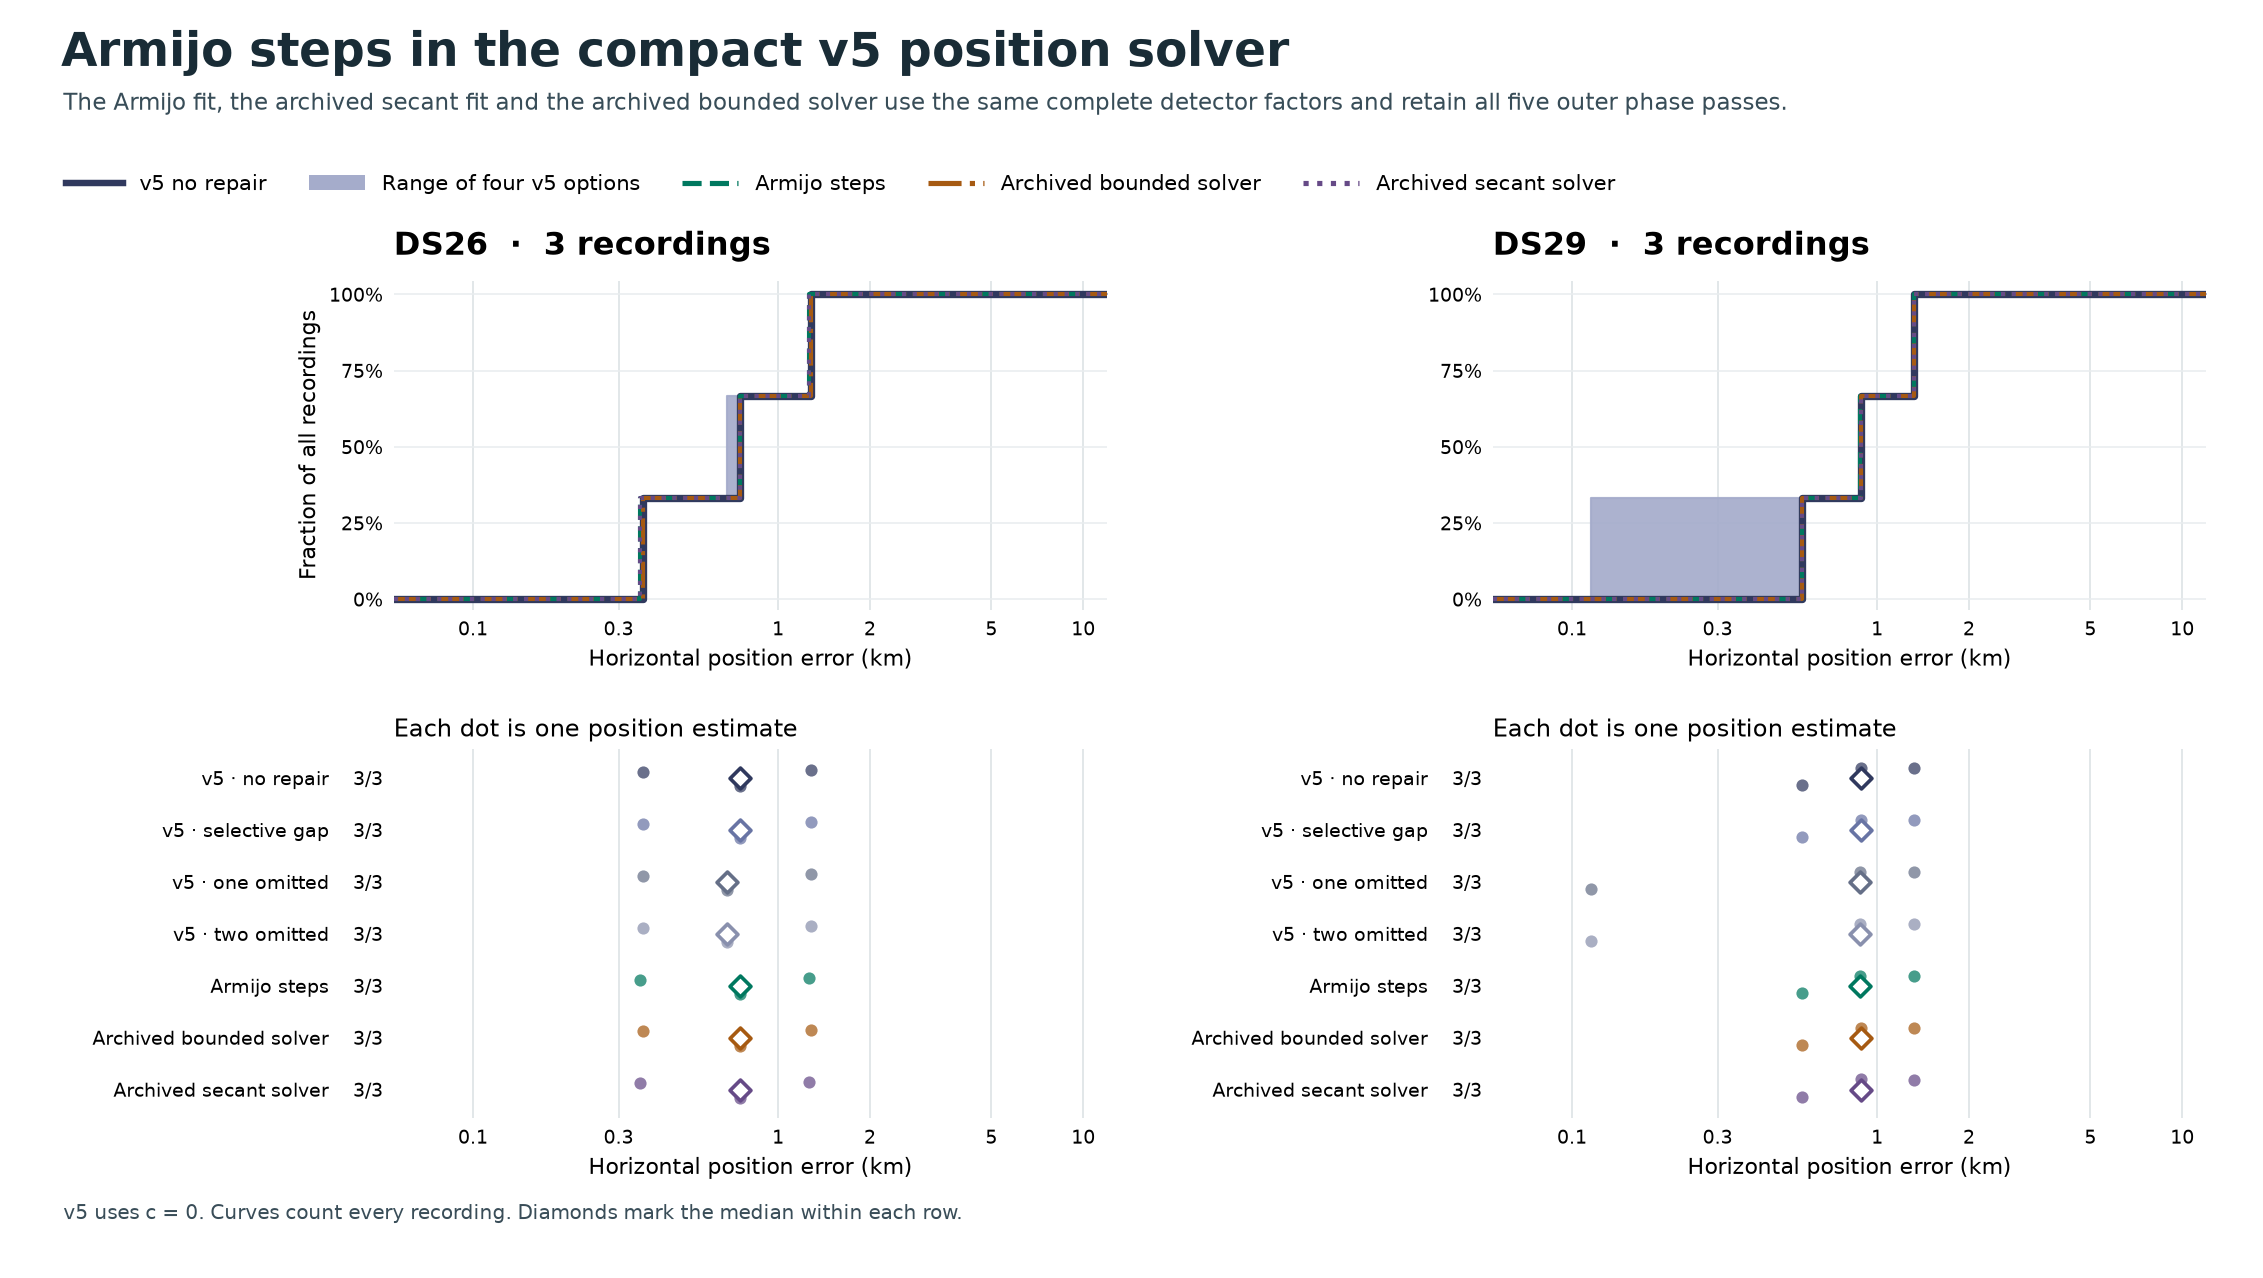 Armijo steps in the compact v5 position solver
The Armijo fit, the archived secant fit and the archived bounded solver use the same complete detector factors and retain all five outer phase passes.
v5 no repair
Range of four v5 options
Armijo steps
Archived bounded solver
Archived secant solver
DS26 · 3 recordings
Fraction of all recordings
100%
75%
50%
25%
0%
0.1 0.3 1 2 5 10
Horizontal position error (km)
DS29 · 3 recordings
100%
75%
50%
25%
0%
0.1 0.3 1 2 5 10
Horizontal position error (km)
Each dot is one position estimate
v5 · no repair 3/3
v5 · selective gap 3/3
v5 · one omitted 3/3
v5 · two omitted 3/3
Armijo steps 3/3
Archived bounded solver 3/3
Archived secant solver 3/3
0.1 0.3 1 2 5 10
Horizontal position error (km)
Each dot is one position estimate
v5 · no repair 3/3
v5 · selective gap 3/3
v5 · one omitted 3/3
v5 · two omitted 3/3
Armijo steps 3/3
Archived bounded solver 3/3
Archived secant solver 3/3
0.1 0.3 1 2 5 10
Horizontal position error (km)
v5 uses c = 0. Curves count every recording. Diamonds mark the median within each row.